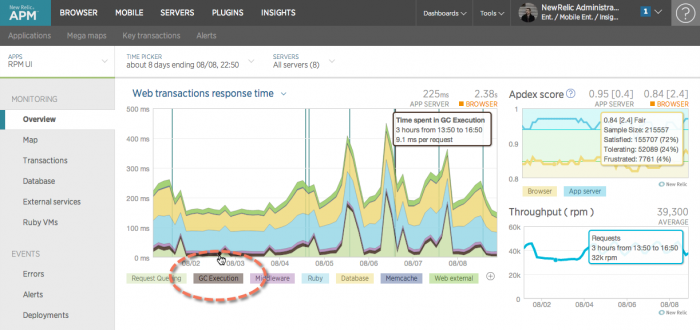 New Relic.
APM™
BROWSER
MOBILE
SERVERS
PLUGINS
INSIGHTS
Dashboards
Tools
NewRelic Administra...
Ent. / Mobile Ent. / Insig...
1
?
Applications
Mega maps
Key transactions
Alerts
APPS
RPM UI
TIME PICKER
about 8 days ending 08/08, 22:50
SERVERS
All servers (8)
MONITORING
Overview
Map
Transactions
Database
External services
Ruby VMs
EVENTS
Errors
Alerts
Deployments
Web transactions response time
225ms
APP SERVER
2.38s
BROWSER
500 ms
400 ms
300 ms
200 ms
100 ms
0 ms
Time spent in GC Execution
3 hours from 13:50 to 16:50
9.1 ms per request
08/02
08/03
08/04
08/05
08/06
08/07
08/08
Request Queuing
GC Execution
Middleware
Ruby
Database
Memcache
Web external
Apdex score
?
0.95 [0.4]
APP SERVER
0.84 [2.4]
BROWSER
1
0.9
0.8
0.7
0.84 [2.4] Fair
Sample Size: 215557
Satisfied: 155707 (72%)
Tolerating: 52089 (24%)
Frustrated: 7761 (4%)
Browser
App server
New Relic
Throughput ( rpm )
39,300
AVERAGE
60k
40k
20k
0k
Requests
3 hours from 13:50 to 16:50
32k rpm
08/02
08/04
08/06
08/08
New Relic